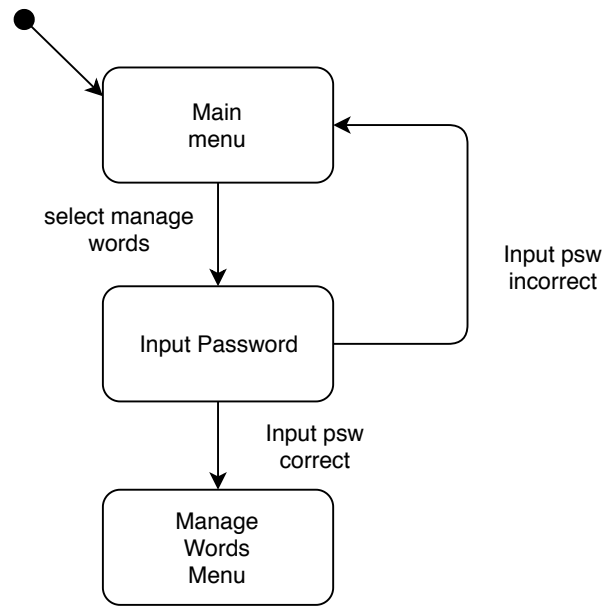 Main
menu
select manage
words
Input psw
incorrect
Input Password
Input psw
correct
Manage
Words
Menu